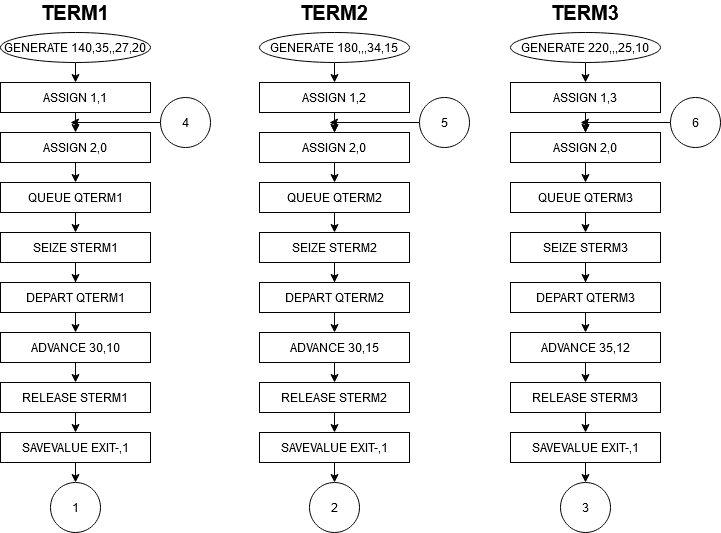 TERM1
GENERATE 140,35,,27,20
ASSIGN 1,1
4
ASSIGN 2,0
QUEUE QTERM1
SEIZE STERM1
DEPART QTERM1
ADVANCE 30,10
RELEASE STERM1
SAVEVALUE EXIT-,1
1
TERM2
GENERATE 180,,,34,15
ASSIGN 1,2
5
ASSIGN 2,0
QUEUE QTERM2
SEIZE STERM2
DEPART QTERM2
ADVANCE 30,15
RELEASE STERM2
SAVEVALUE EXIT-,1
2
TERM3
GENERATE 220,,,25,10
ASSIGN 1,3
6
ASSIGN 2,0
QUEUE QTERM3
SEIZE STERM3
DEPART QTERM3
ADVANCE 35,12
RELEASE STERM3
SAVEVALUE EXIT-,1
3